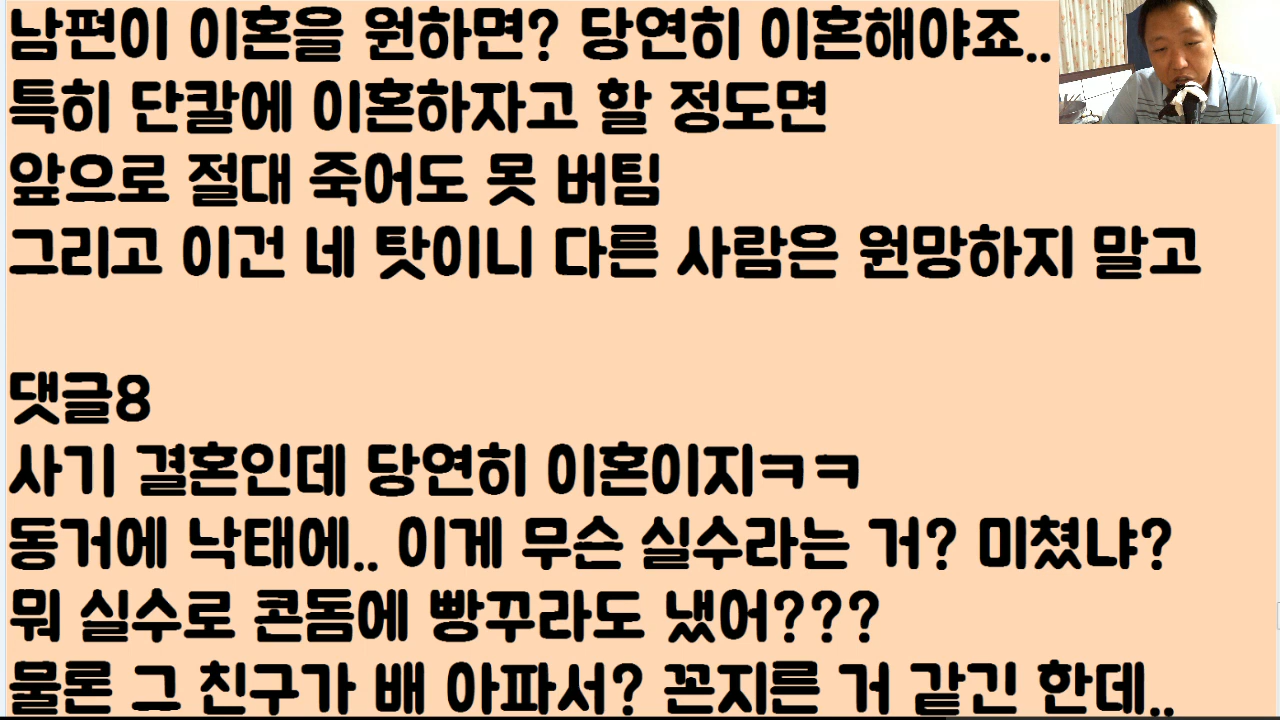 남편이 이혼을 원하면? 당연히 이혼해야죠..
특히 단칼에 이혼하자고 할 정도면
앞으로 절대 죽어도 못 버팀
그리고 이건 네 탓이니 다른 사람은 원망하지 말고
댓글8
사기 결혼인데 당연히 이혼이지ㅋㅋ
동거에 낙태에.. 이게 무슨 실수라는 거? 미쳤냐?
뭐 실수로 콘돔에 빵꾸라도 냈어???
물론 그 친구가 배 아파서? 꼰지른 거 같긴 한데..